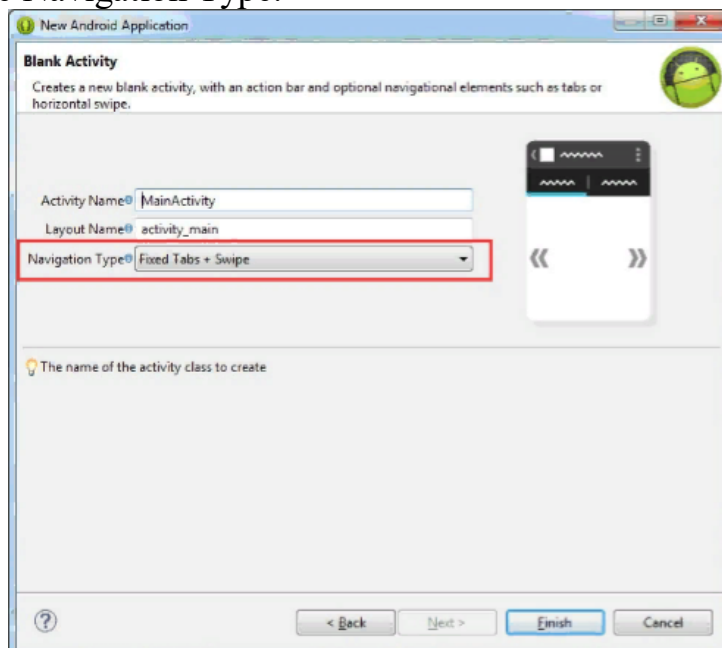 Navigation Type.
New Android Application
Blank Activity
Creates a new blank activity, with an action bar and optional navigational elements such as tabs or
horizontal swipe.
Activity Name MainActivity
Layout Name activity_main
Navigation Type Fixed Tabs + Swipe
The name of the activity class to create
< Back Next > Finish Cancel